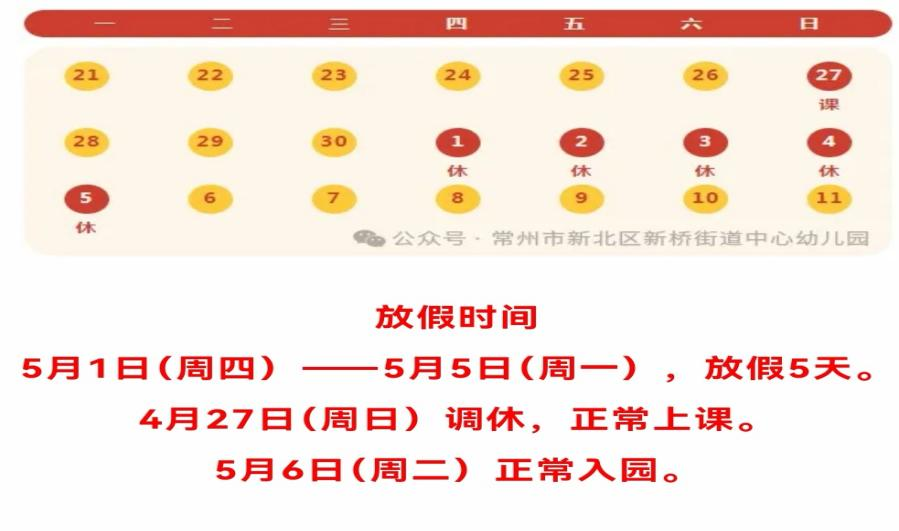 一 二 三 四 五 六 日
21 22 23 24 25 26 27
课
28 29 30 1 2 3 4
休 休 休 休
5 6 7 8 9 10 11
休
公众号 · 常州市新北区新桥街道中心幼儿园
放假时间
5月1日(周四) ——5月5日(周一) , 放假5天。
4月27日(周日) 调休, 正常上课。
5月6日(周二) 正常入园。